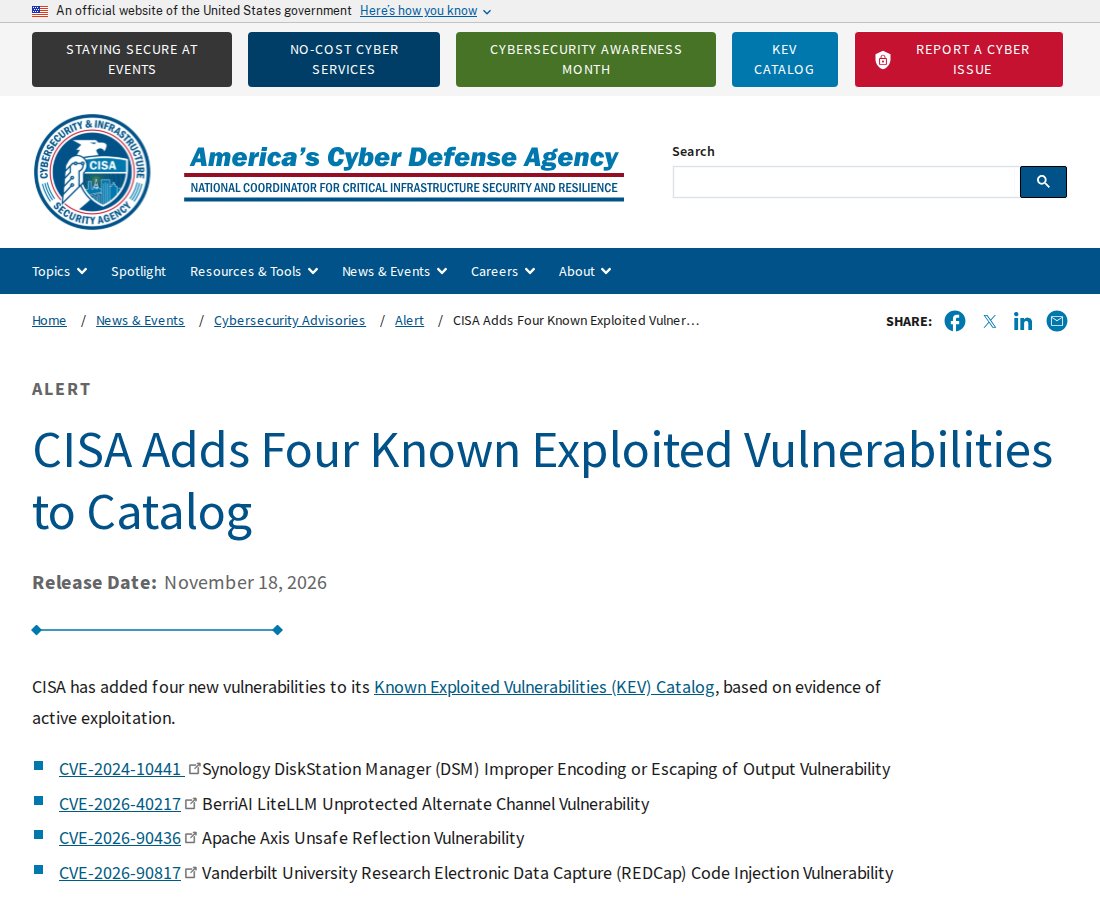 An official website of the United States government Here's how you know
STAYING SECURE AT
EVENTS
NO-COST CYBER
SERVICES
CYBERSECURITY AWARENESS
MONTH
KEV
CATALOG
REPORT A CYBER
ISSUE
CYBERSECURITY & INFRASTRUCTURE
SECURITY AGENCY
CISA
America's Cyber Defense Agency
NATIONAL COORDINATOR FOR CRITICAL INFRASTRUCTURE SECURITY AND RESILIENCE
Search
Topics Spotlight Resources & Tools News & Events Careers About
Home / News & Events / Cybersecurity Advisories / Alert / CISA Adds Four Known Exploited Vulner…
SHARE:
ALERT
CISA Adds Four Known Exploited Vulnerabilities
to Catalog
Release Date: November 18, 2026
CISA has added four new vulnerabilities to its Known Exploited Vulnerabilities (KEV) Catalog, based on evidence of
active exploitation.
CVE-2024-10441 Synology DiskStation Manager (DSM) Improper Encoding or Escaping of Output Vulnerability
CVE-2026-40217 BerriAI LiteLLM Unprotected Alternate Channel Vulnerability
CVE-2026-90436 Apache Axis Unsafe Reflection Vulnerability
CVE-2026-90817 Vanderbilt University Research Electronic Data Capture (REDCap) Code Injection Vulnerability